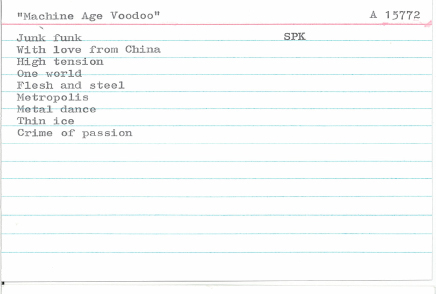 "Machine Age Voodoo" A 15772
Junk funk SPK
With love from China
High tension
One world
Flesh and steel
Metropolis
Metal dance
Thin ice
Crime of passion